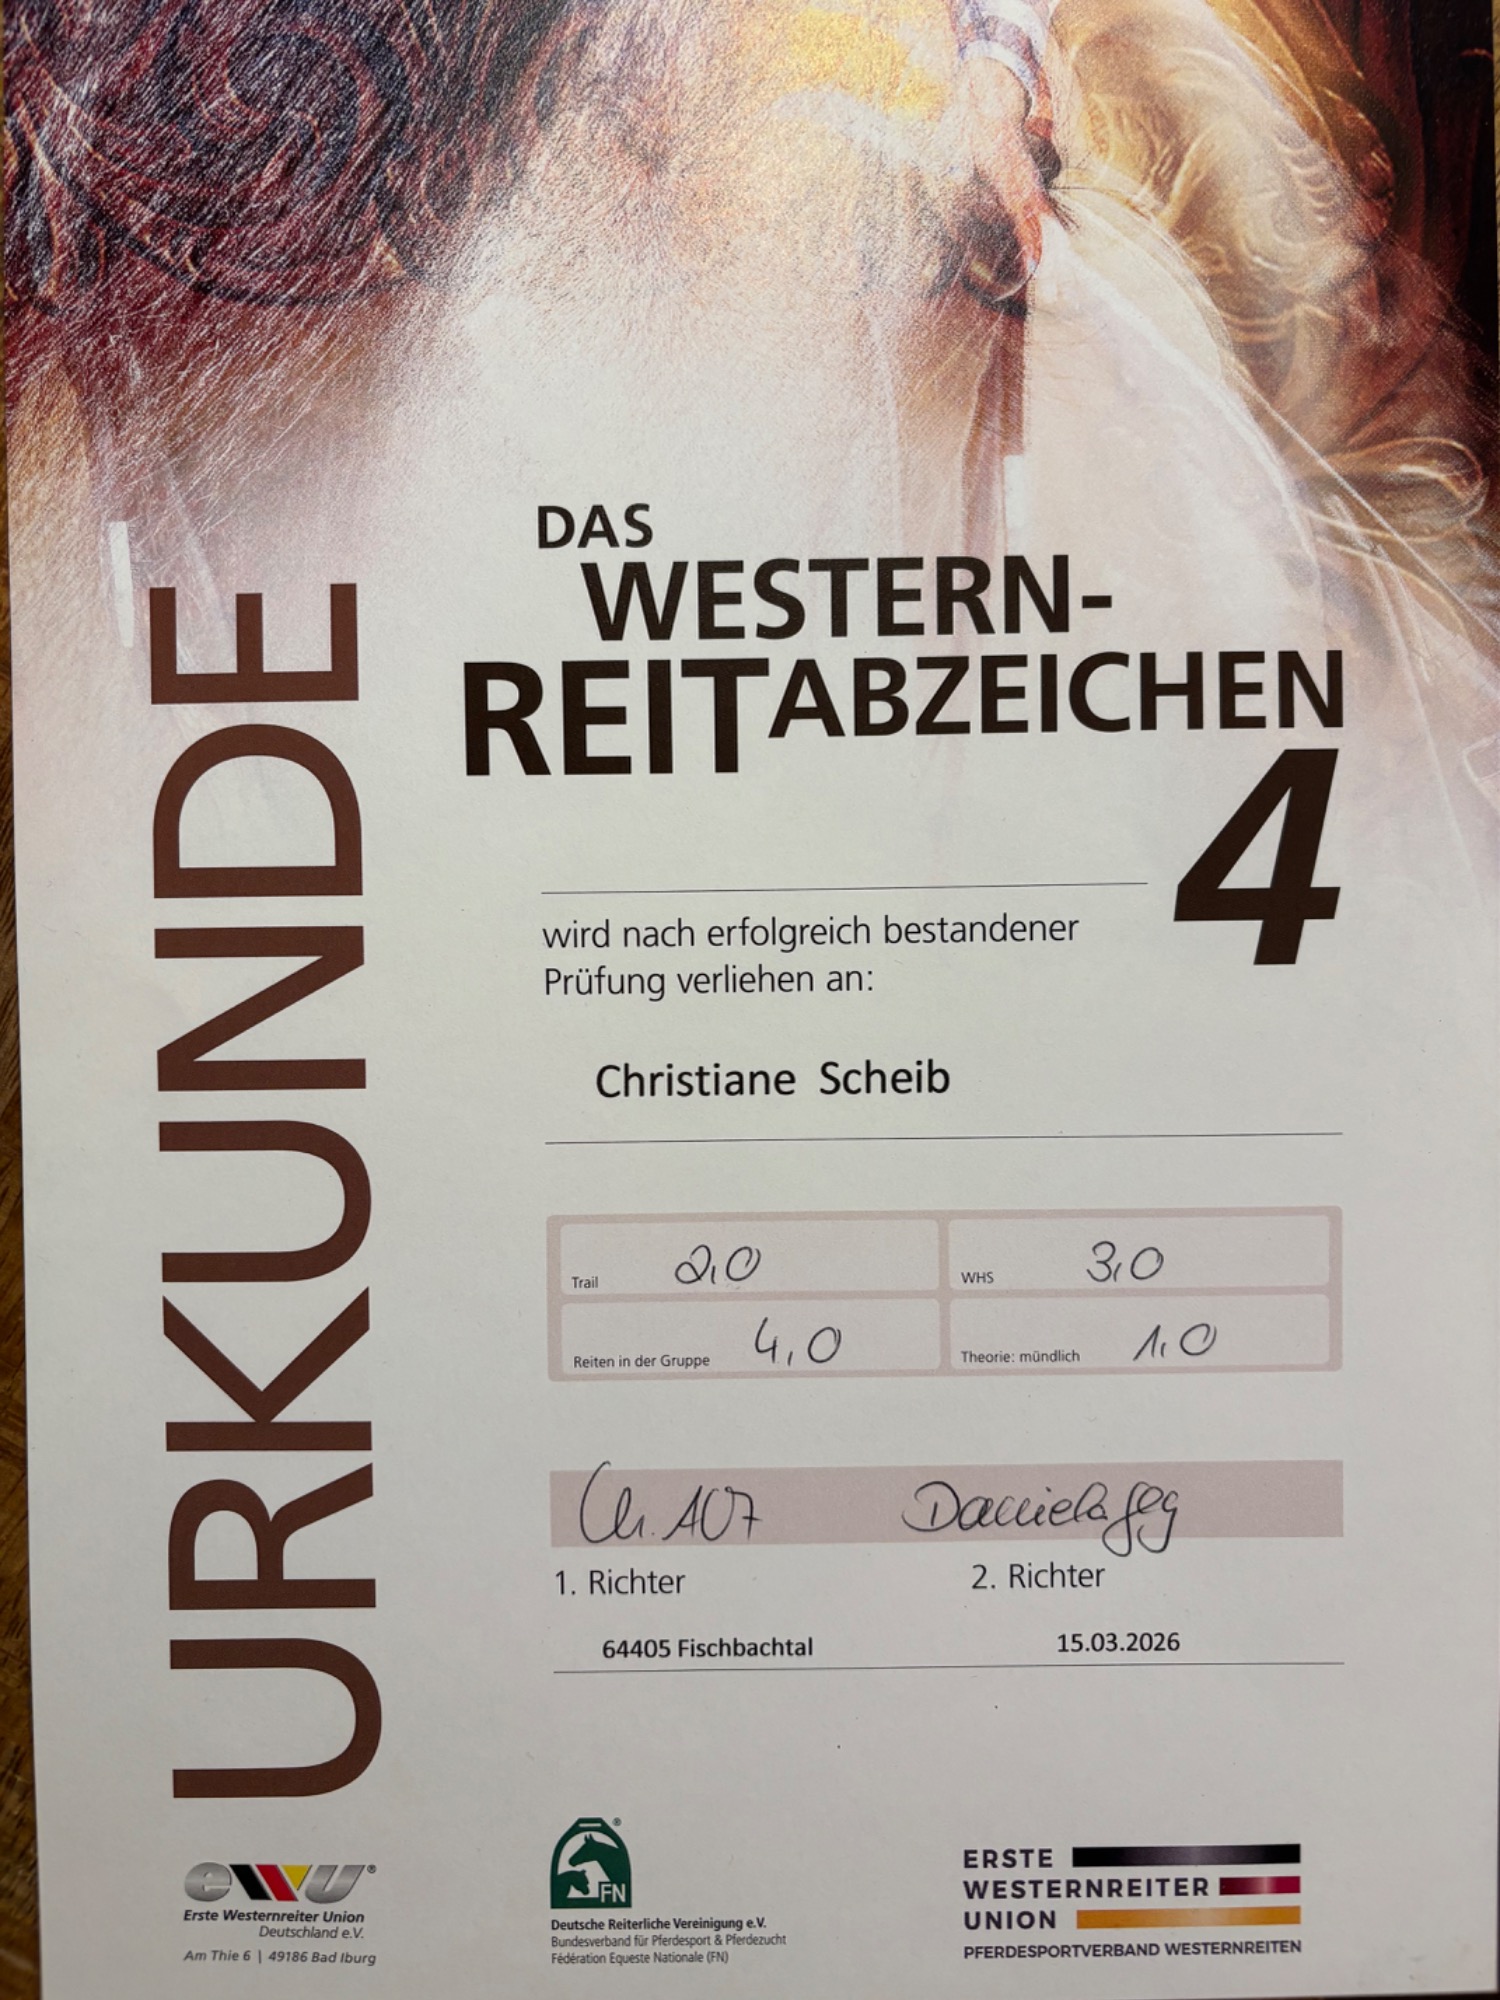 URKUNDE
DAS
WESTERN-
REITABZEICHEN
4
wird nach erfolgreich bestandener
Prüfung verliehen an:
Christiane Scheib
Trail 2,0
WHS 3,0
Reiten in der Gruppe 4,0
Theorie: mündlich 1,0
Daniela
1. Richter
2. Richter
64405 Fischbachtal
15.03.2026
ewu®
Erste Westernreiter Union
Deutschland e.V.
Am Thie 6 | 49186 Bad Iburg
®
FN
Deutsche Reiterliche Vereinigung e.V.
Bundesverband für Pferdesport & Pferdezucht
Fédération Equeste Nationale (FN)
ERSTE
WESTERNREITER
UNION
PFERDESPORTVERBAND WESTERNREITEN